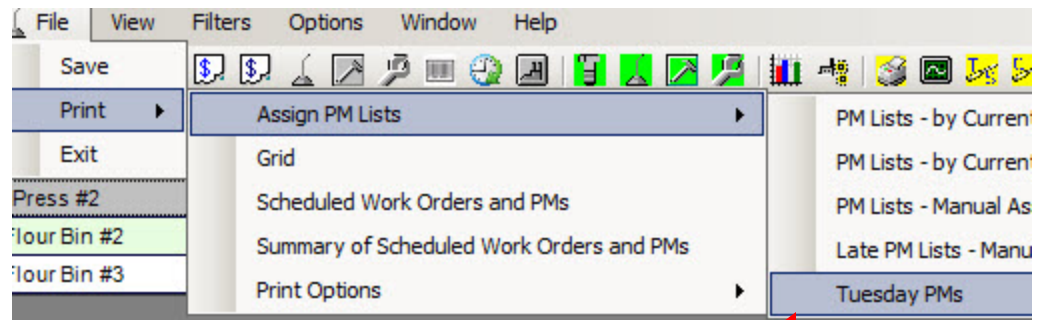 File View Filters Options Window Help
Save
Print
Exit
Press #2
Flour Bin #2
Flour Bin #3
Assign PM Lists
Grid
Scheduled Work Orders and PMs
Summary of Scheduled Work Orders and PMs
Print Options
PM Lists - by Current
PM Lists - by Current
PM Lists - Manual
Late PM Lists -
Tuesday PMs